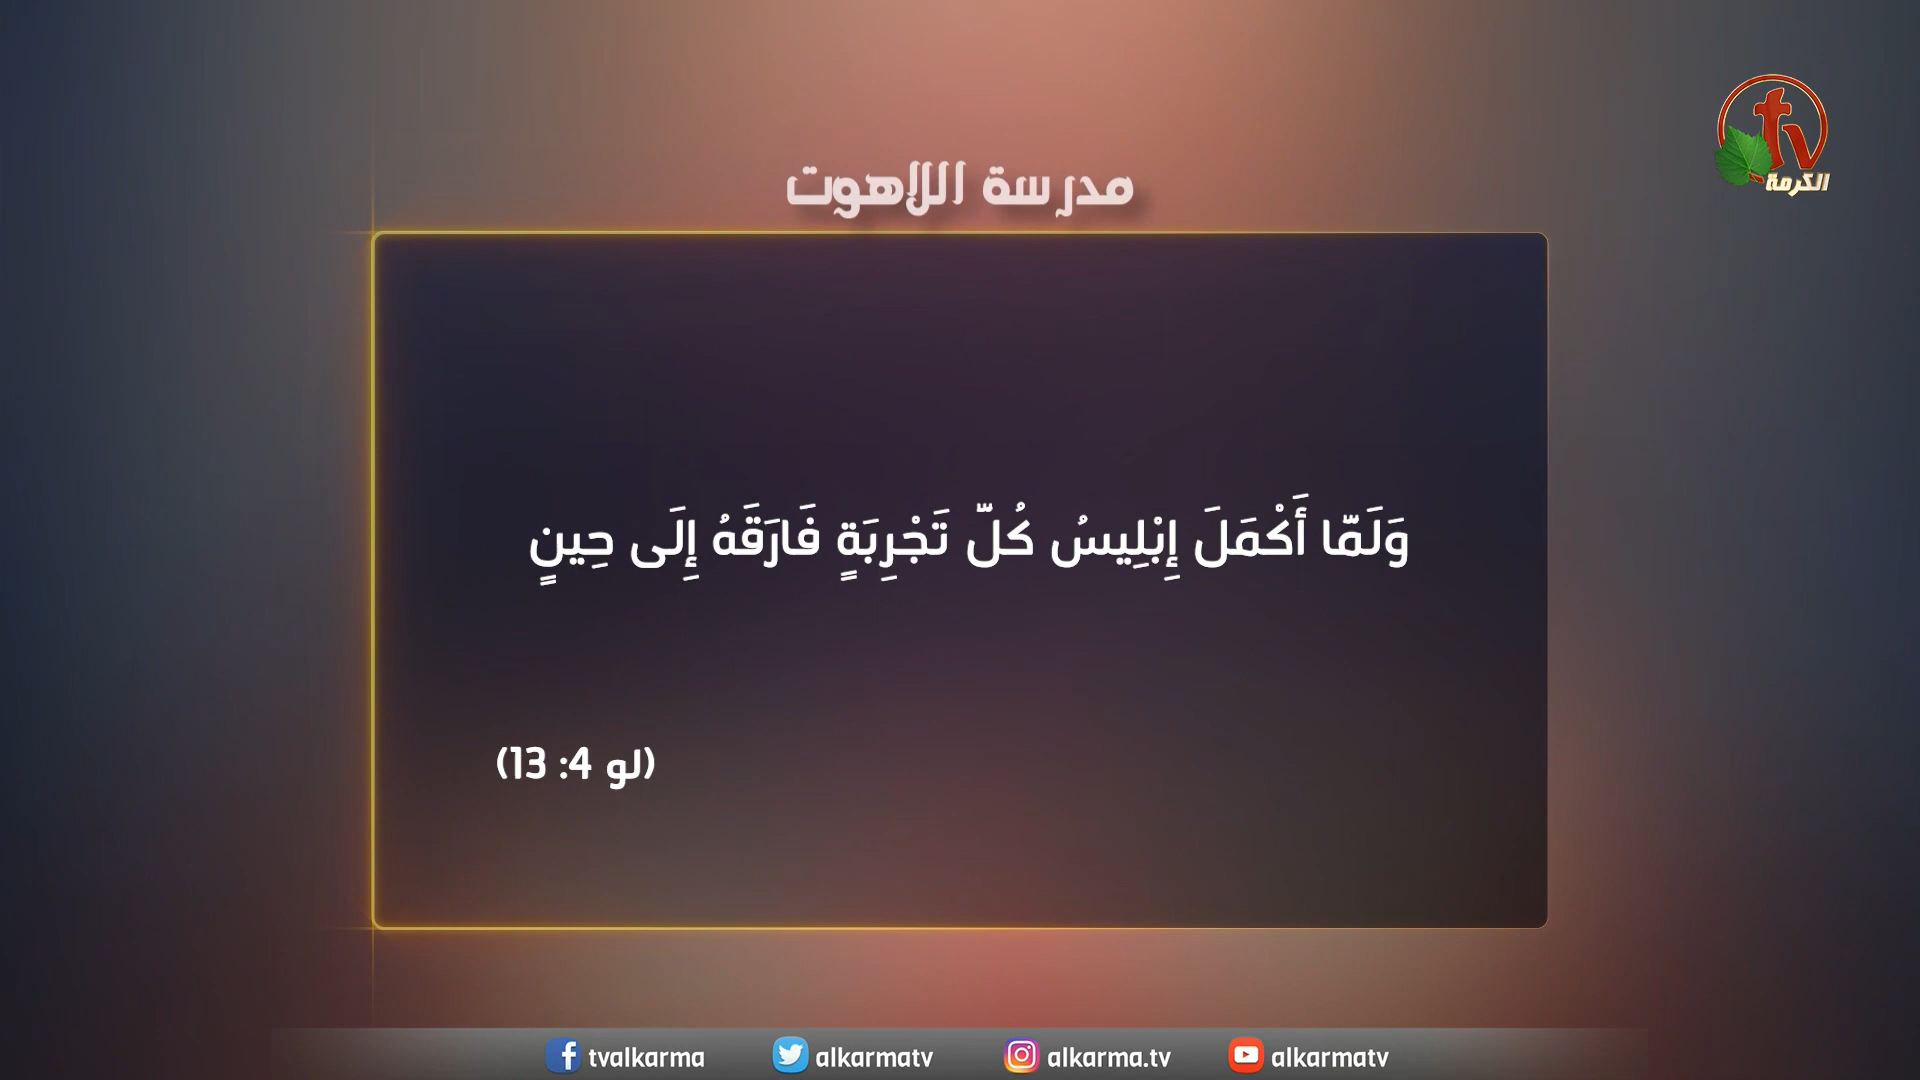 tv
الكرمة
مدرسة اللاهوت
وَلَمَّا أَكْمَلَ إِبْلِيسُ كُلَّ تَجْرِبَةٍ فَارَقَهُ إِلَى حِينٍ
(لو 4: 13)
tvalkarma alkarmatv alkarma.tv alkarmatv